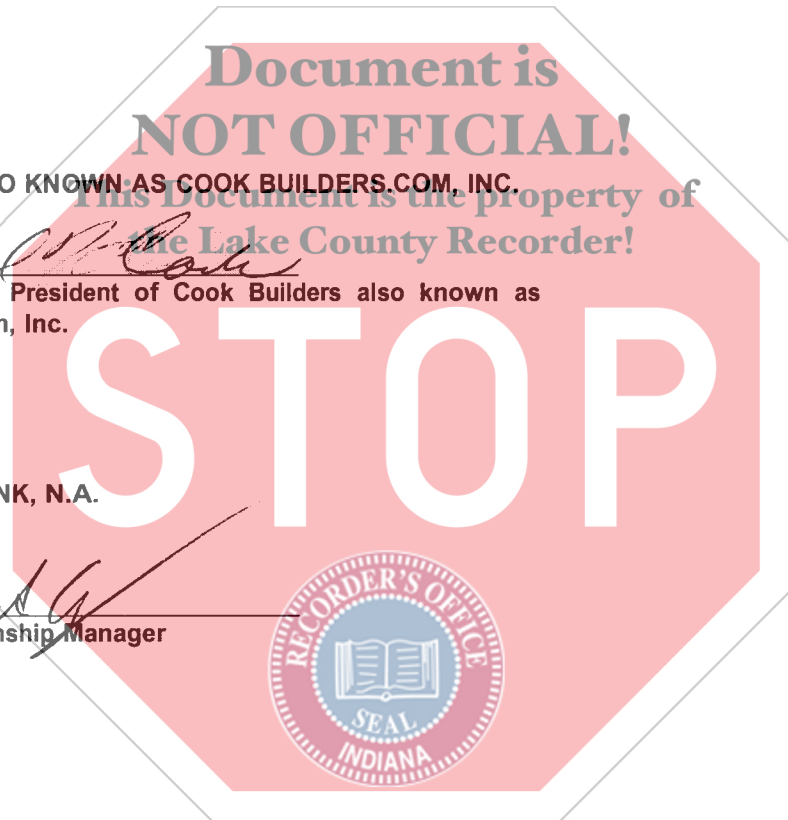 Document is
NOT OFFICIAL!
O KNOWN AS COOK BUILDERS.COM, INC.
This Document is the property of
the Lake County Recorder!
President of Cook Builders also known as
, Inc.
STOP
NK, N.A.
nship Manager
RECORDER'S OFFICE
SEAL
INDIANA